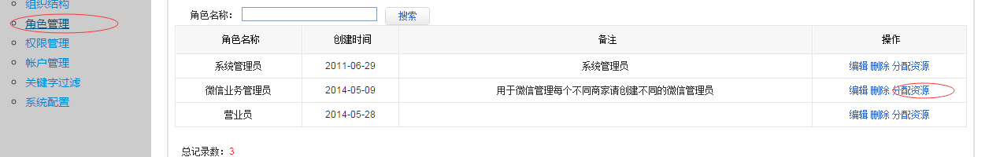 组织结构
角色管理
权限管理
帐户管理
关键字过滤
系统配置
角色名称： 搜索
角色名称 创建时间 备注 操作
系统管理员 2011-06-29 系统管理员 编辑 删除 分配资源
微信业务管理员 2014-05-09 用于微信管理每个不同商家请创建不同的微信管理员 编辑 删除 分配资源
营业员 2014-05-28 编辑 删除 分配资源
总记录数：3